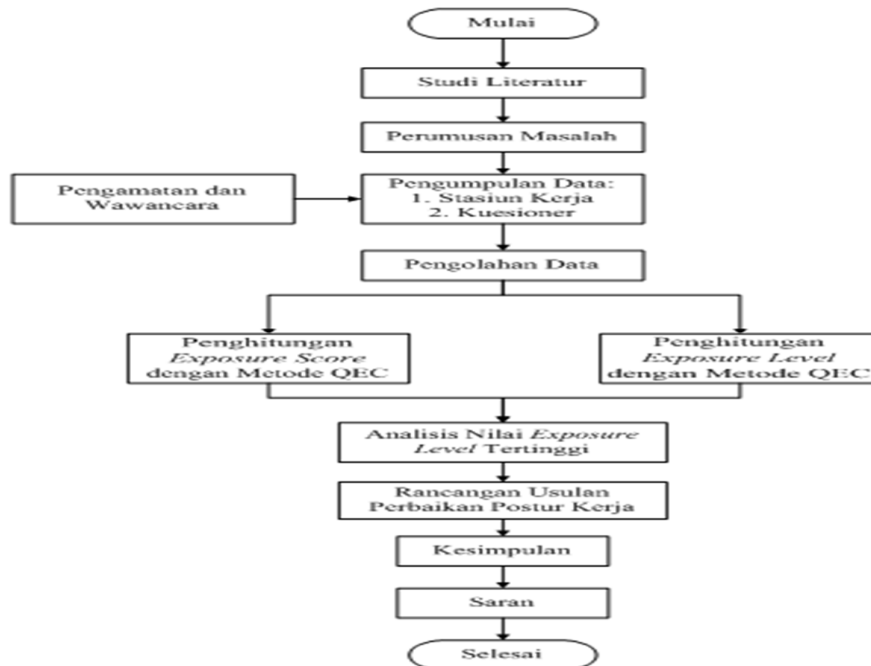 Mulai
Studi Literatur
Perumusan Masalah
Pengamatan dan
Wawancara
Pengumpulan Data:
1. Stasiun Kerja
2. Kuesioner
Pengolahan Data
Penghitungan
Exposure Score
dengan Metode QEC
Penghitungan
Exposure Level
dengan Metode QEC
Analisis Nilai Exposure
Level Tertinggi
Rancangan Usulan
Perbaikan Postur Kerja
Kesimpulan
Saran
Selesai